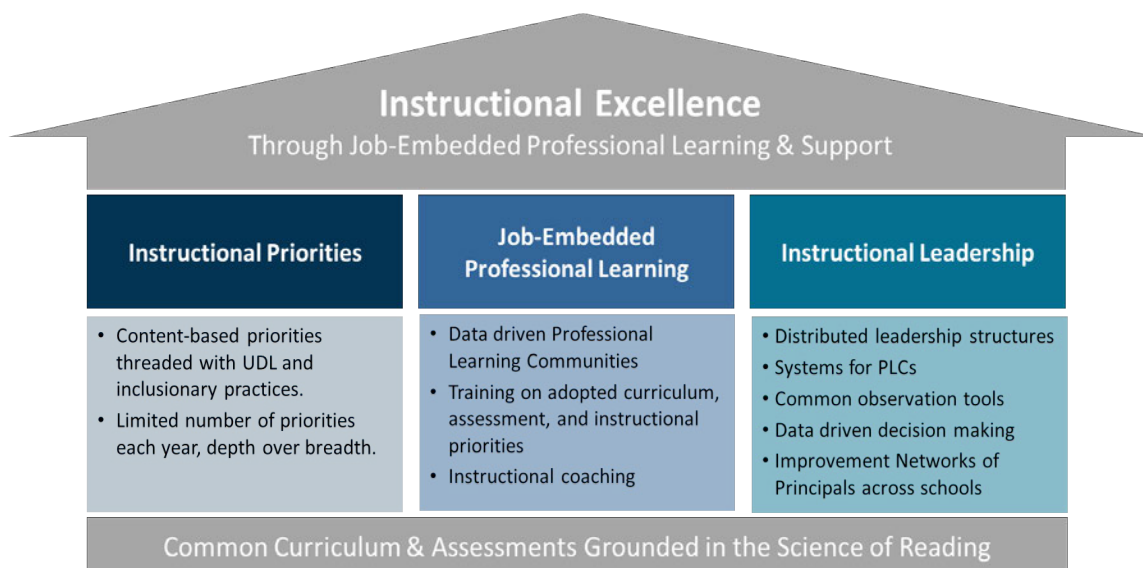 Instructional Excellence
Through Job-Embedded Professional Learning & Support
Instructional Priorities
• Content-based priorities
threaded with UDL and
inclusionary practices.
• Limited number of priorities
each year, depth over breadth.
Job-Embedded
Professional Learning
• Data driven Professional
Learning Communities
• Training on adopted curriculum,
assessment, and instructional
priorities
• Instructional coaching
Instructional Leadership
• Distributed leadership structures
• Systems for PLCs
• Common observation tools
• Data driven decision making
• Improvement Networks of
Principals across schools
Common Curriculum & Assessments Grounded in the Science of Reading